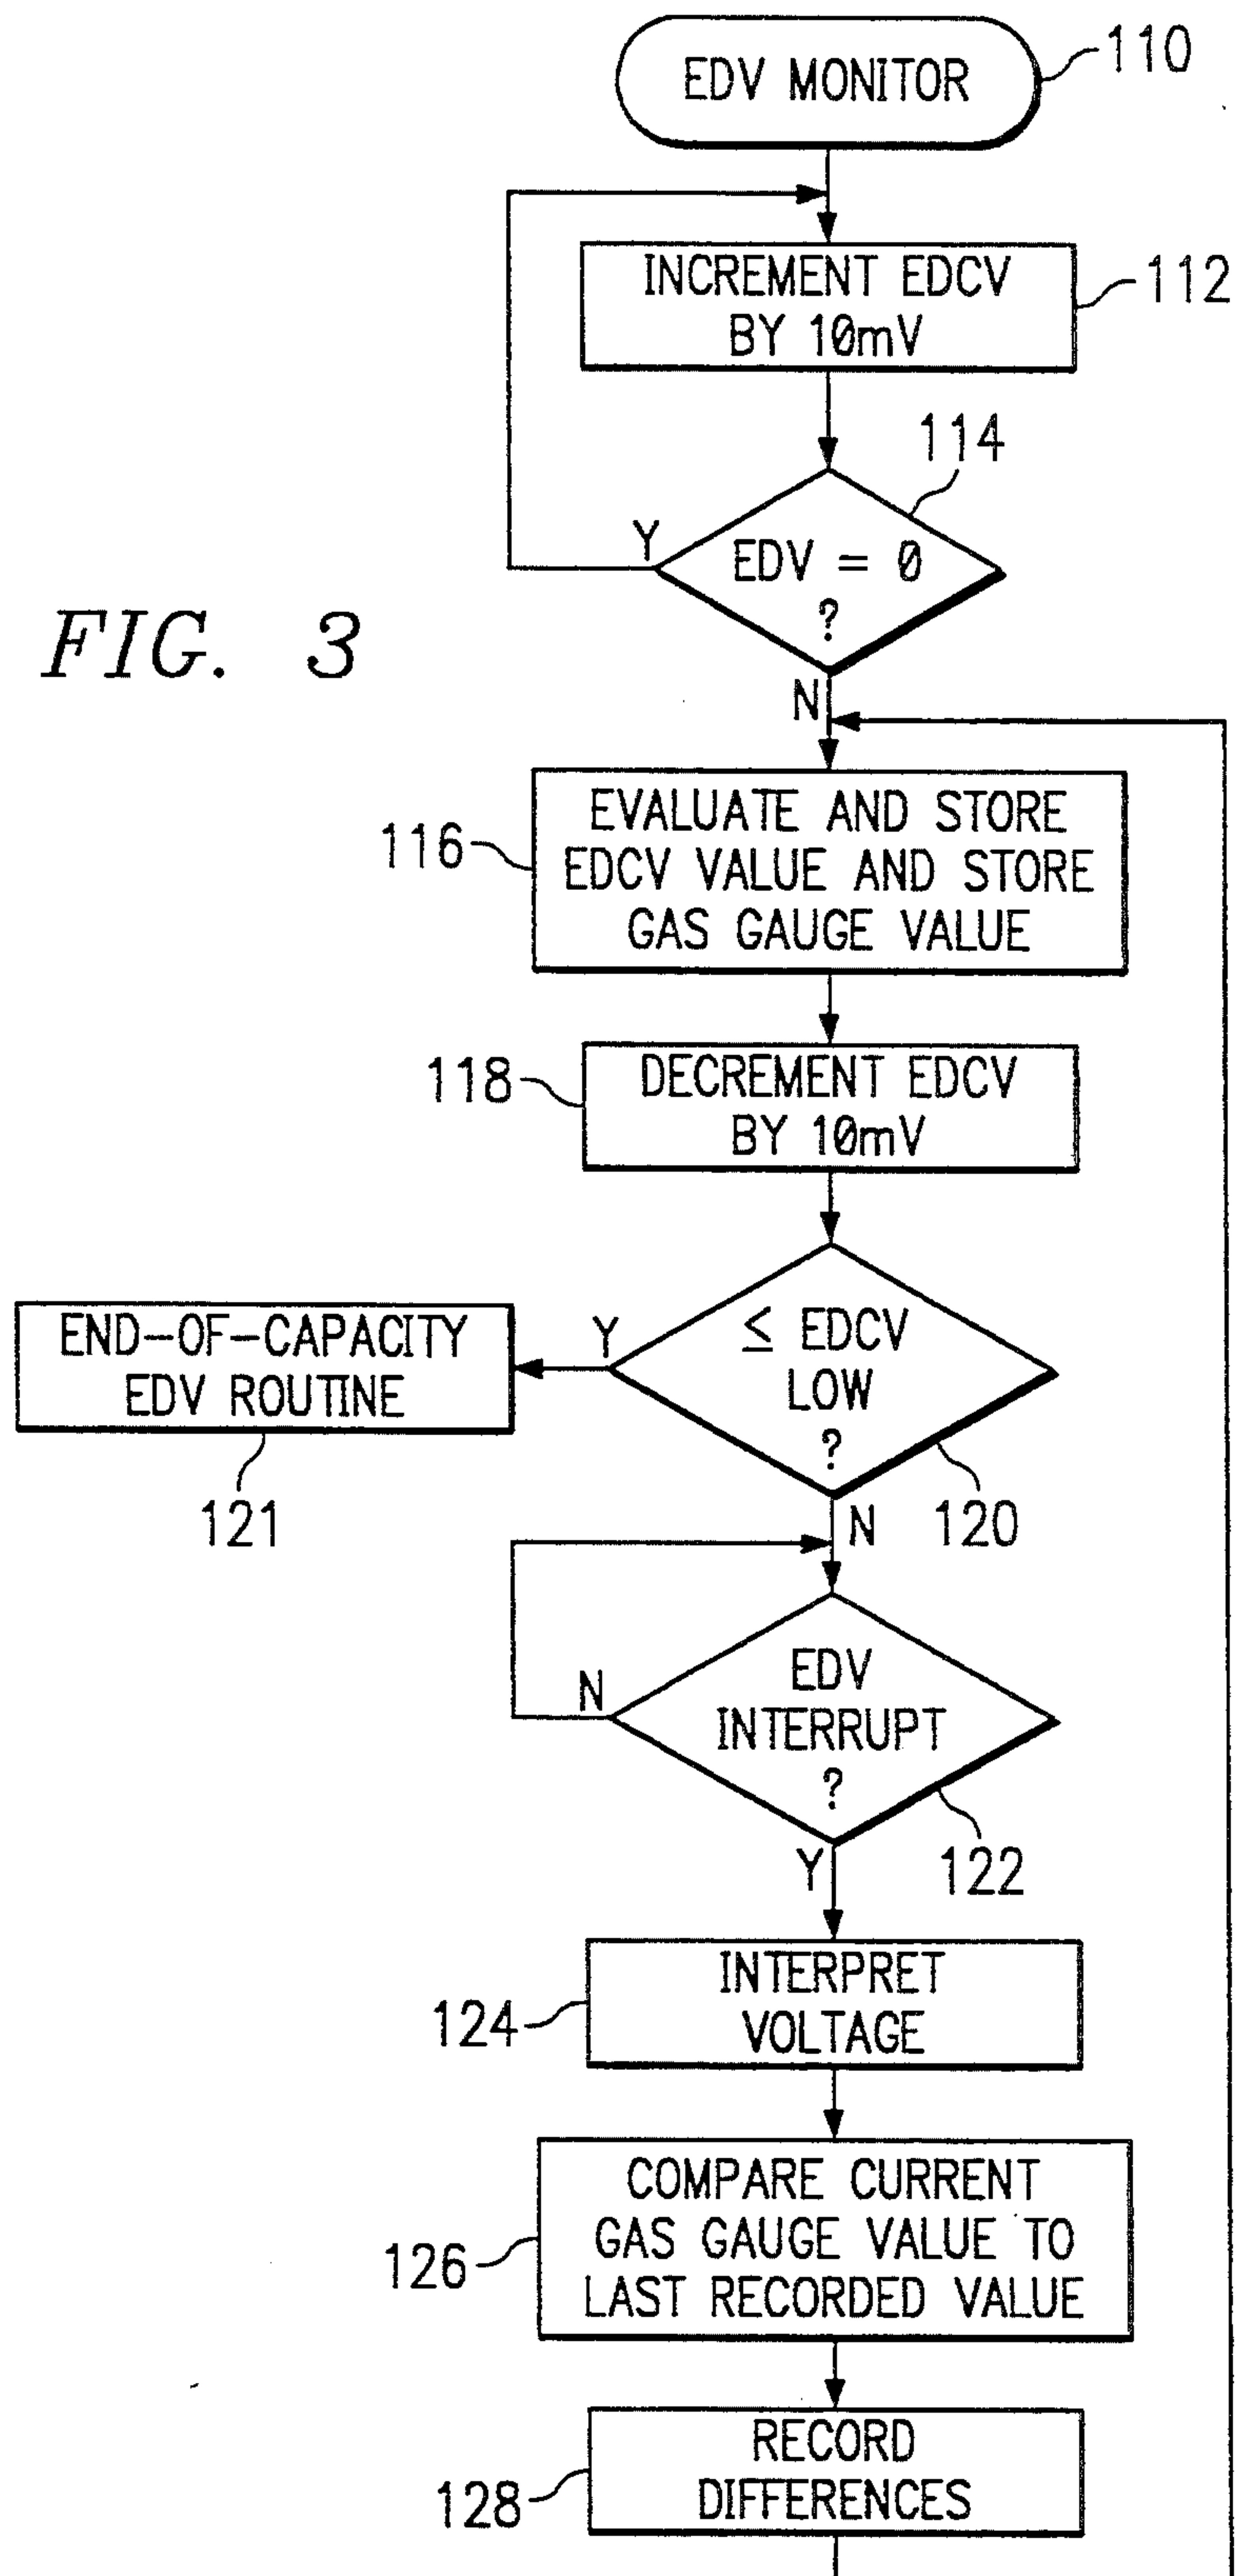 EDV MONITOR
110
INCREMENT EDCV
BY 10mV
112
114
Y
EDV = 0
?
FIG. 3
N
116
EVALUATE AND STORE
EDCV VALUE AND STORE
GAS GAUGE VALUE
118
DECREMENT EDCV
BY 10mV
END-OF-CAPACITY
EDV ROUTINE
121
Y
≤ EDCV
LOW
?
120
N
N
EDV
INTERRUPT
?
122
Y
124
INTERPRET
VOLTAGE
126
COMPARE CURRENT
GAS GAUGE VALUE TO
LAST RECORDED VALUE
128
RECORD
DIFFERENCES